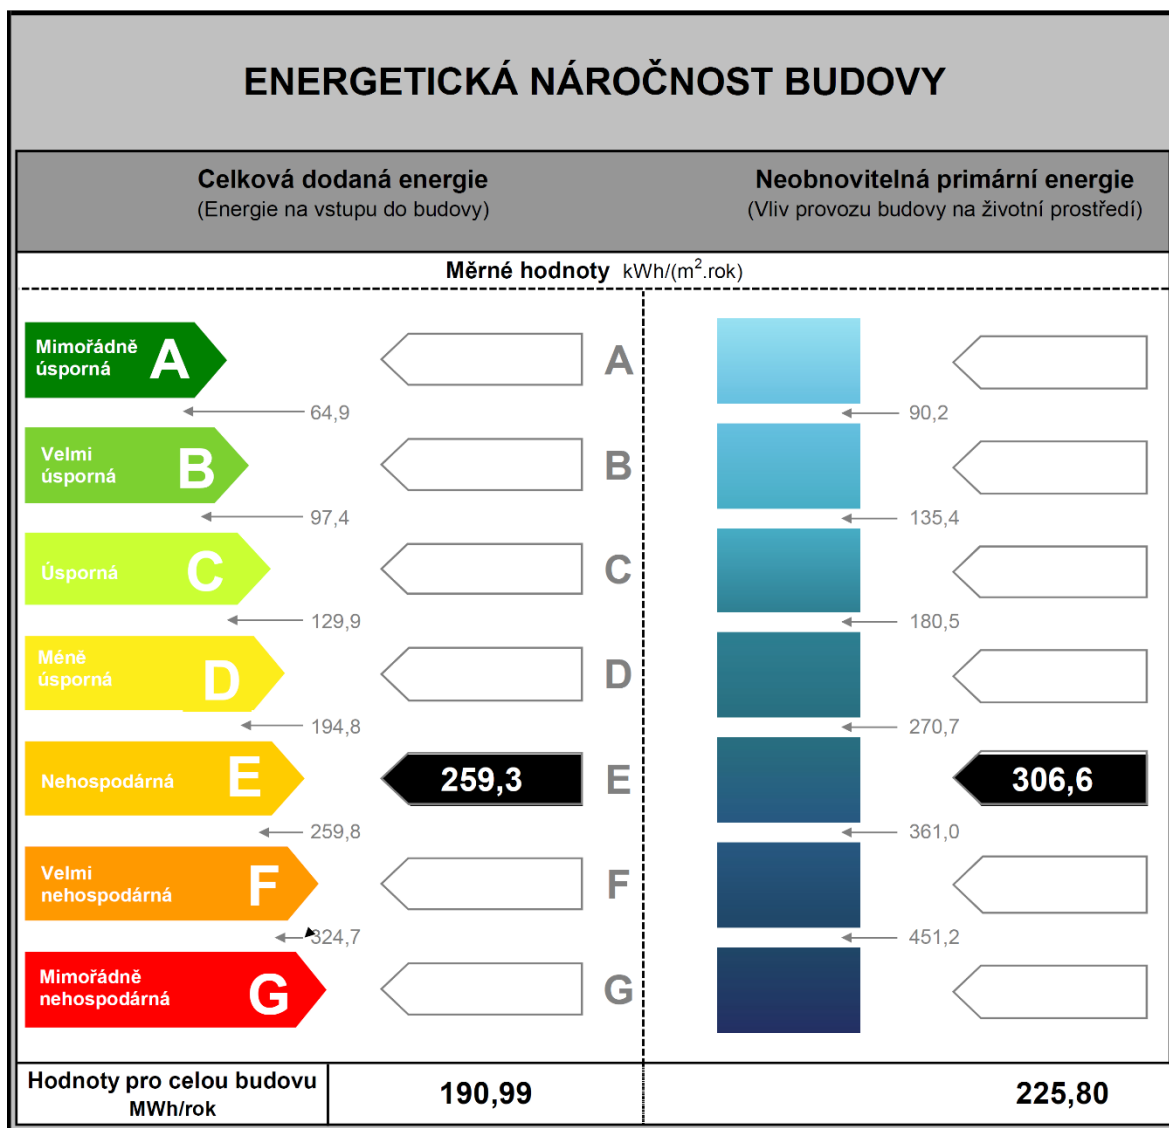 ENERGETICKÁ NÁROČNOST BUDOVY
Celková dodaná energie
(Energie na vstupu do budovy)
Neobnovitelná primární energie
(Vliv provozu budovy na životní prostředí)
Měrné hodnoty kWh/(m².rok)
Mimořádně
úsporná
A
A
64,9
90,2
Velmi
úsporná
B
B
97,4
135,4
Úsporná
C
C
129,9
180,5
Méně
úsporná
D
D
194,8
270,7
Nehospodárná
E
259,3
E
306,6
259,8
361,0
Velmi
nehospodárná
F
F
324,7
451,2
Mimořádně
nehospodárná
G
G
Hodnoty pro celou budovu
MWh/rok
190,99
225,80